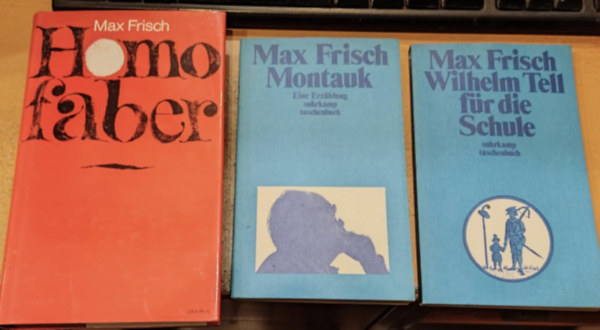 Max Frisch
Homo
faber
Max Frisch
Montauk
Eine Erzählung
suhrkamp
taschenbuch
Max Frisch
Wilhelm Tell
für die
Schule
suhrkamp
taschenbuch